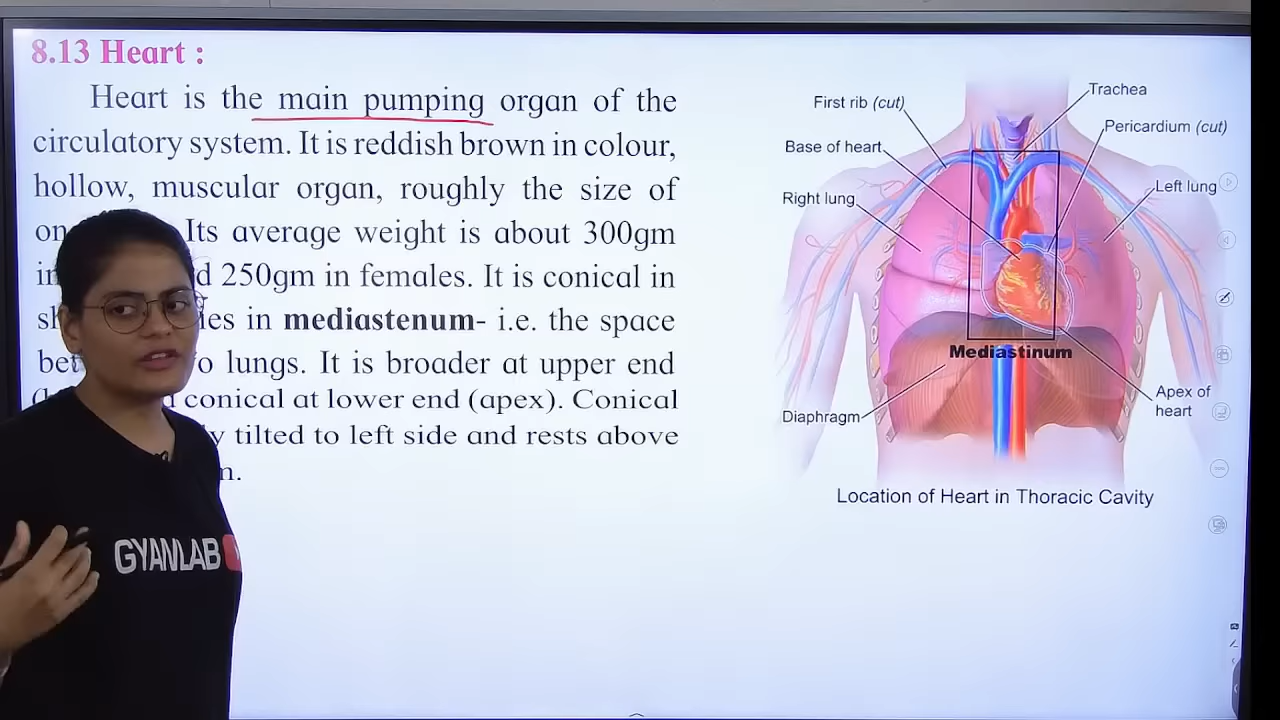 8.13 Heart :
Heart is the main pumping organ of the
circulatory system. It is reddish brown in colour,
hollow, muscular organ, roughly the size of
Its average weight is about 300gm
250gm in females. It is conical in
in mediastenum- i.e. the space
lungs. It is broader at upper end
conical at lower end (apex). Conical
tilted to left side and rests above
First rib (cut)
Trachea
Pericardium (cut)
Base of heart
Right lung
Left lung
Mediastinum
Diaphragm
Apex of
heart
Location of Heart in Thoracic Cavity
GYANLAB